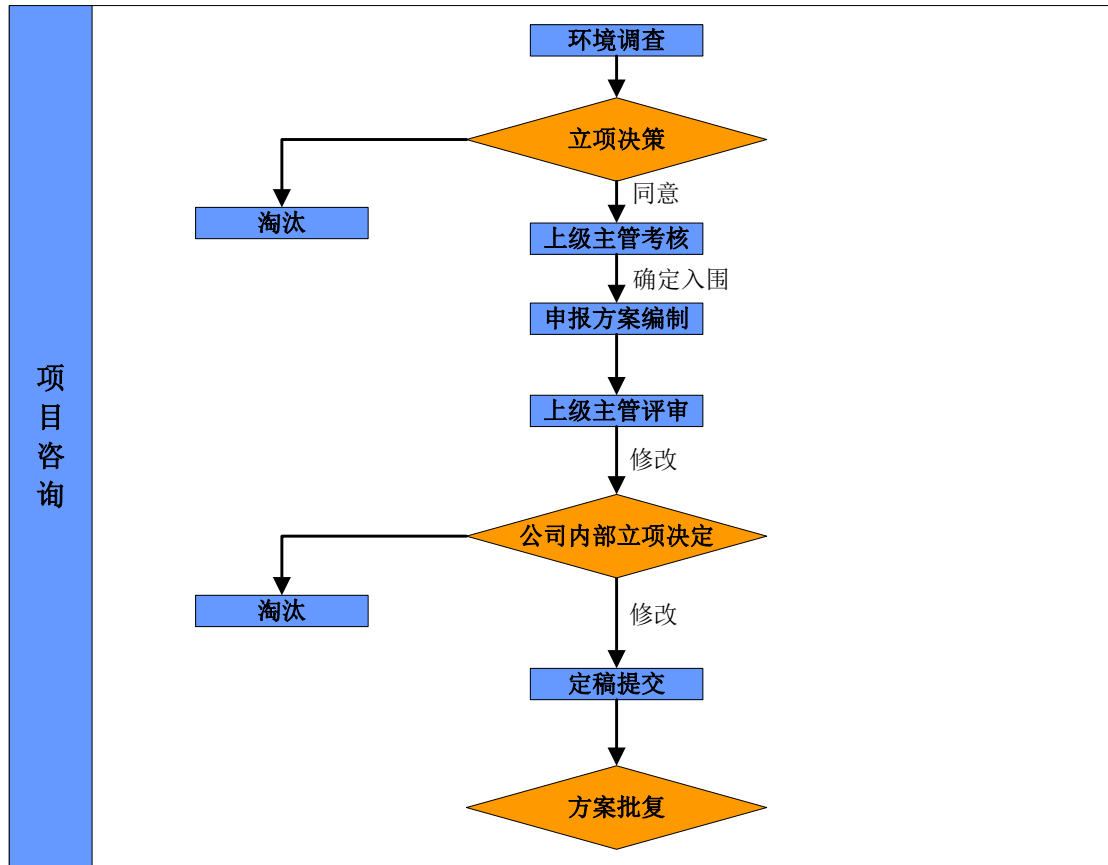 项目咨询
环境调查
立项决策
同意
淘汰
上级主管考核
确定入围
申报方案编制
上级主管评审
修改
公司内部立项决定
淘汰
修改
定稿提交
方案批复